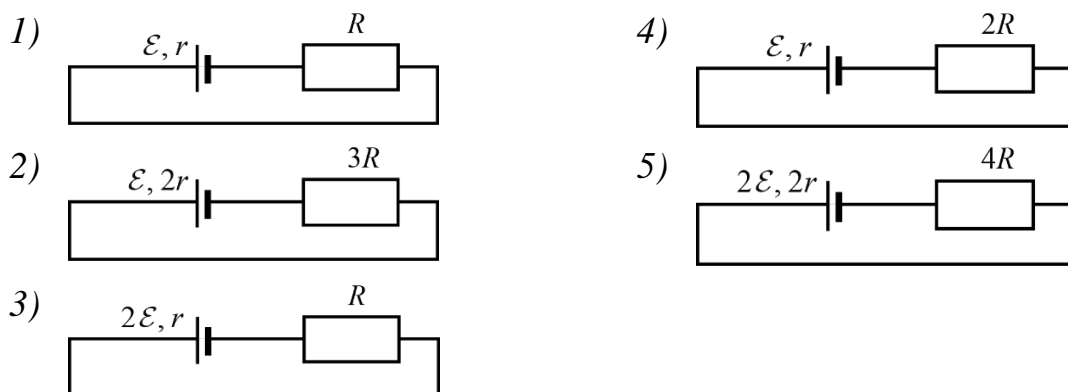 1) ℰ, r R
2) ℰ, 2r 3R
3) 2ℰ, r R
4) ℰ, r 2R
5) 2ℰ, 2r 4R